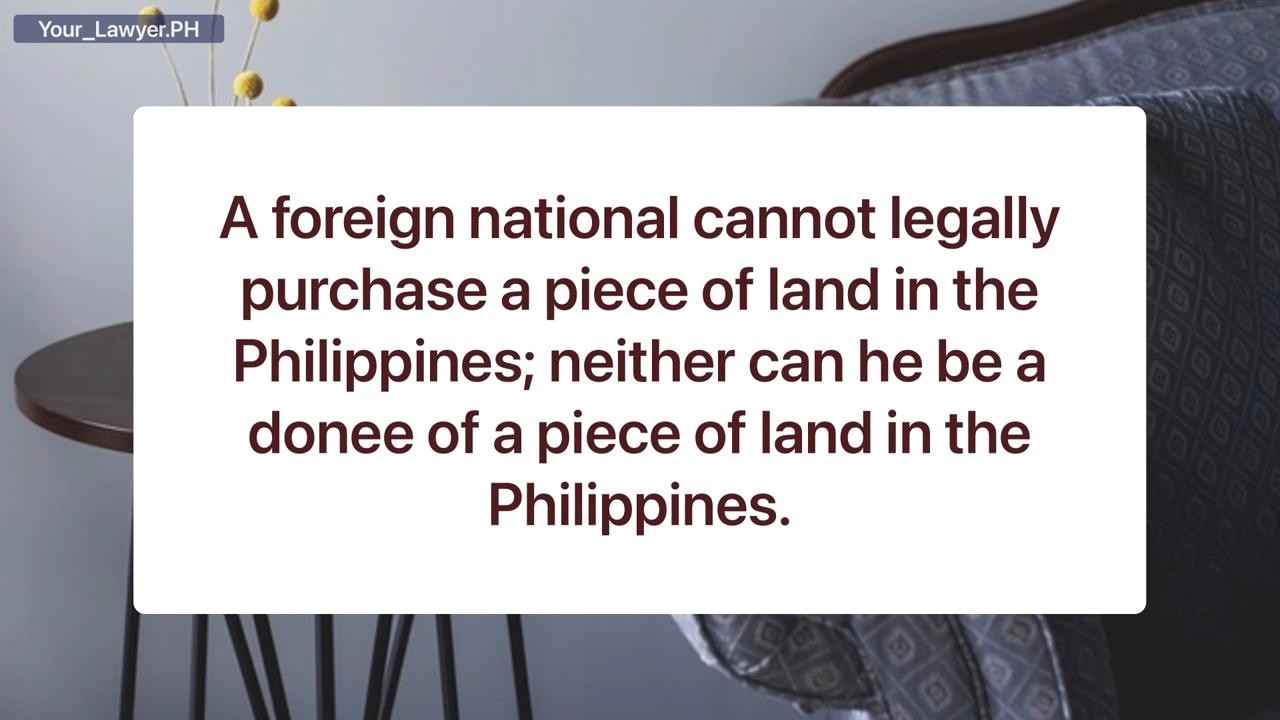 Your_Lawyer.PH
A foreign national cannot legally
purchase a piece of land in the
Philippines; neither can he be a
donee of a piece of land in the
Philippines.